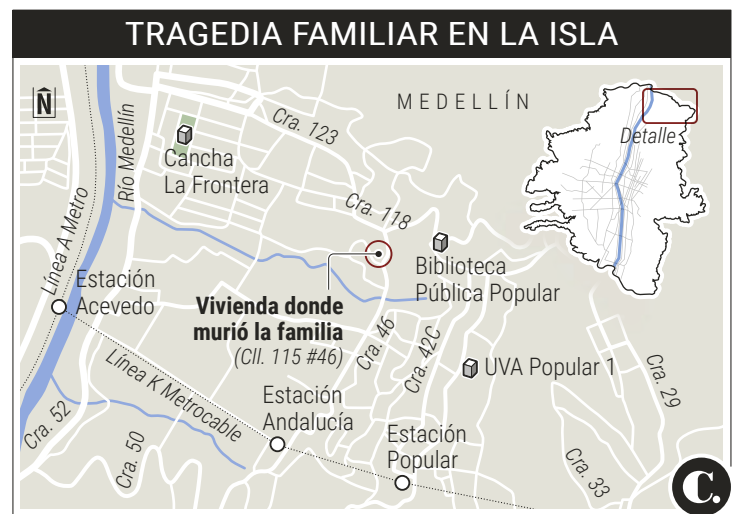 TRAGEDIA FAMILIAR EN LA ISLA
N
MEDELLÍN
Detalle
Cra. 123
Río Medellín
Cancha
La Frontera
Línea A Metro
Cra. 118
Estación
Acevedo
Biblioteca
Pública Popular
Vivienda donde
murió la familia
(Cll. 115 #46)
Cra. 46
Cra. 42C
UVA Popular 1
Línea K Metrocable
Cra. 29
Estación
Andalucía
Cra. 52
Cra. 50
Estación
Popular
Cra. 33
C.